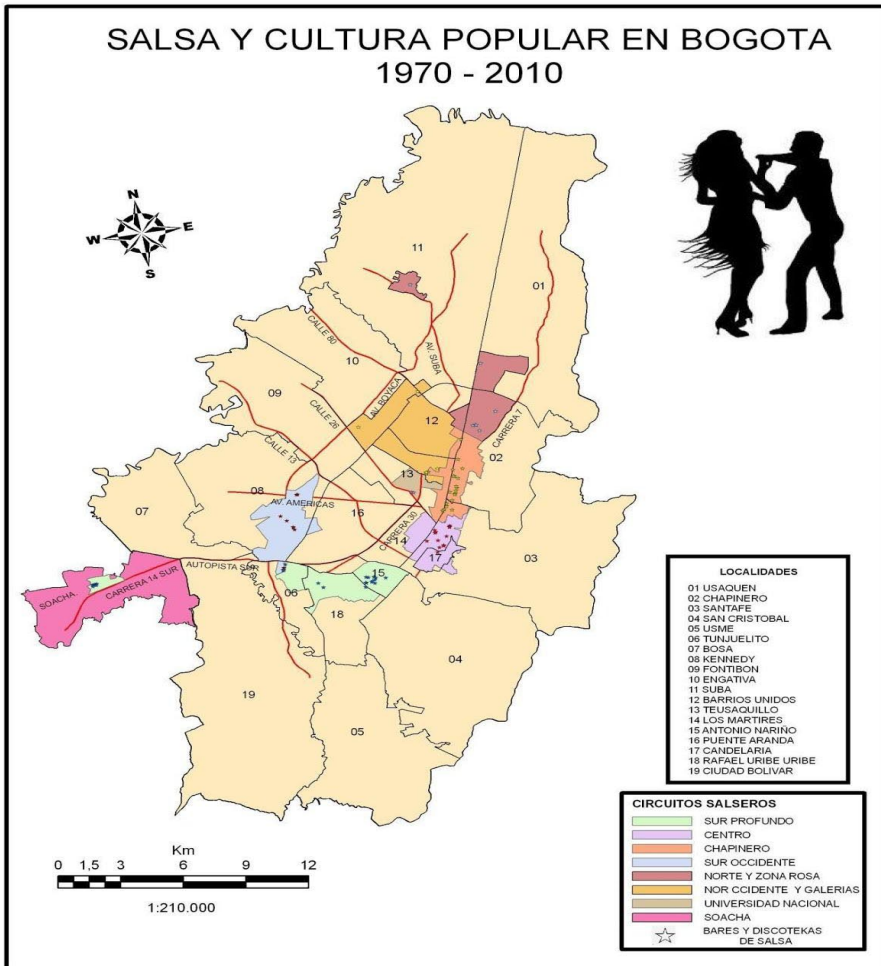 SALSA Y CULTURA POPULAR EN BOGOTA
1970 - 2010
N
W
E
S
11
01
CALLE 80
10
AV. SUBA
AV. BOYACA
09
CALLE 26
12
CARRERA 7
02
CALLE 13
13
08
AV. AMERICAS
07
16
CARRERA 30
14
17
03
AUTOPISTA SUR
15
SOACHA
CARRERA 14 SUR
06
18
04
19
05
LOCALIDADES
01 USAQUEN
02 CHAPINERO
03 SANTAFE
04 SAN CRISTOBAL
05 USME
06 TUNJUELITO
07 BOSA
08 KENNEDY
09 FONTIBON
10 ENGATIVA
11 SUBA
12 BARRIOS UNIDOS
13 TEUSAQUILLO
14 LOS MARTIRES
15 ANTONIO NARIÑO
16 PUENTE ARANDA
17 CANDELARIA
18 RAFAEL URIBE URIBE
19 CIUDAD BOLIVAR
CIRCUITOS SALSEROS
SUR PROFUNDO
CENTRO
CHAPINERO
SUR OCCIDENTE
NORTE Y ZONA ROSA
NOR CCIDENTE Y GALERIAS
UNIVERSIDAD NACIONAL
SOACHA
BARES Y DISCOTEKAS
DE SALSA
Km
0 1,5 3 6 9 12
1:210.000